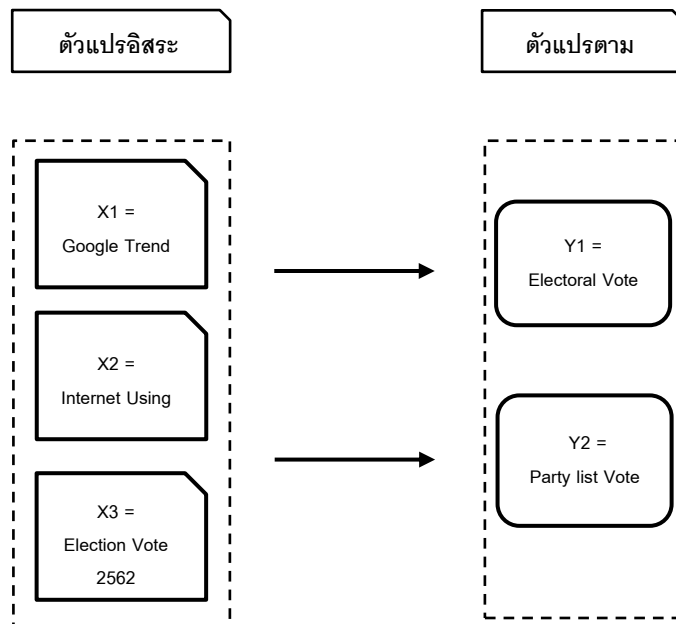 ตัวแปรอิสระ
ตัวแปรตาม
X1 =
Google Trend
X2 =
Internet Using
X3 =
Election Vote
2562
Y1 =
Electoral Vote
Y2 =
Party list Vote